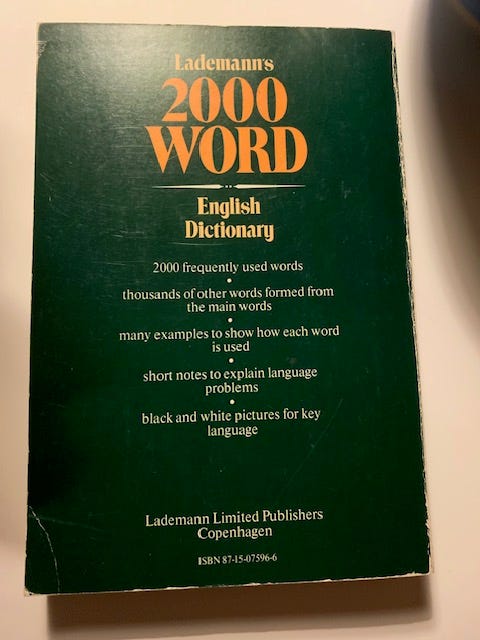 Lademann's
2000
WORD
English
Dictionary
2000 frequently used words
•
thousands of other words formed from
the main words
•
many examples to show how each word
is used
•
short notes to explain language
problems
•
black and white pictures for key
language
Lademann Limited Publishers
Copenhagen
ISBN 87-15-07596-6